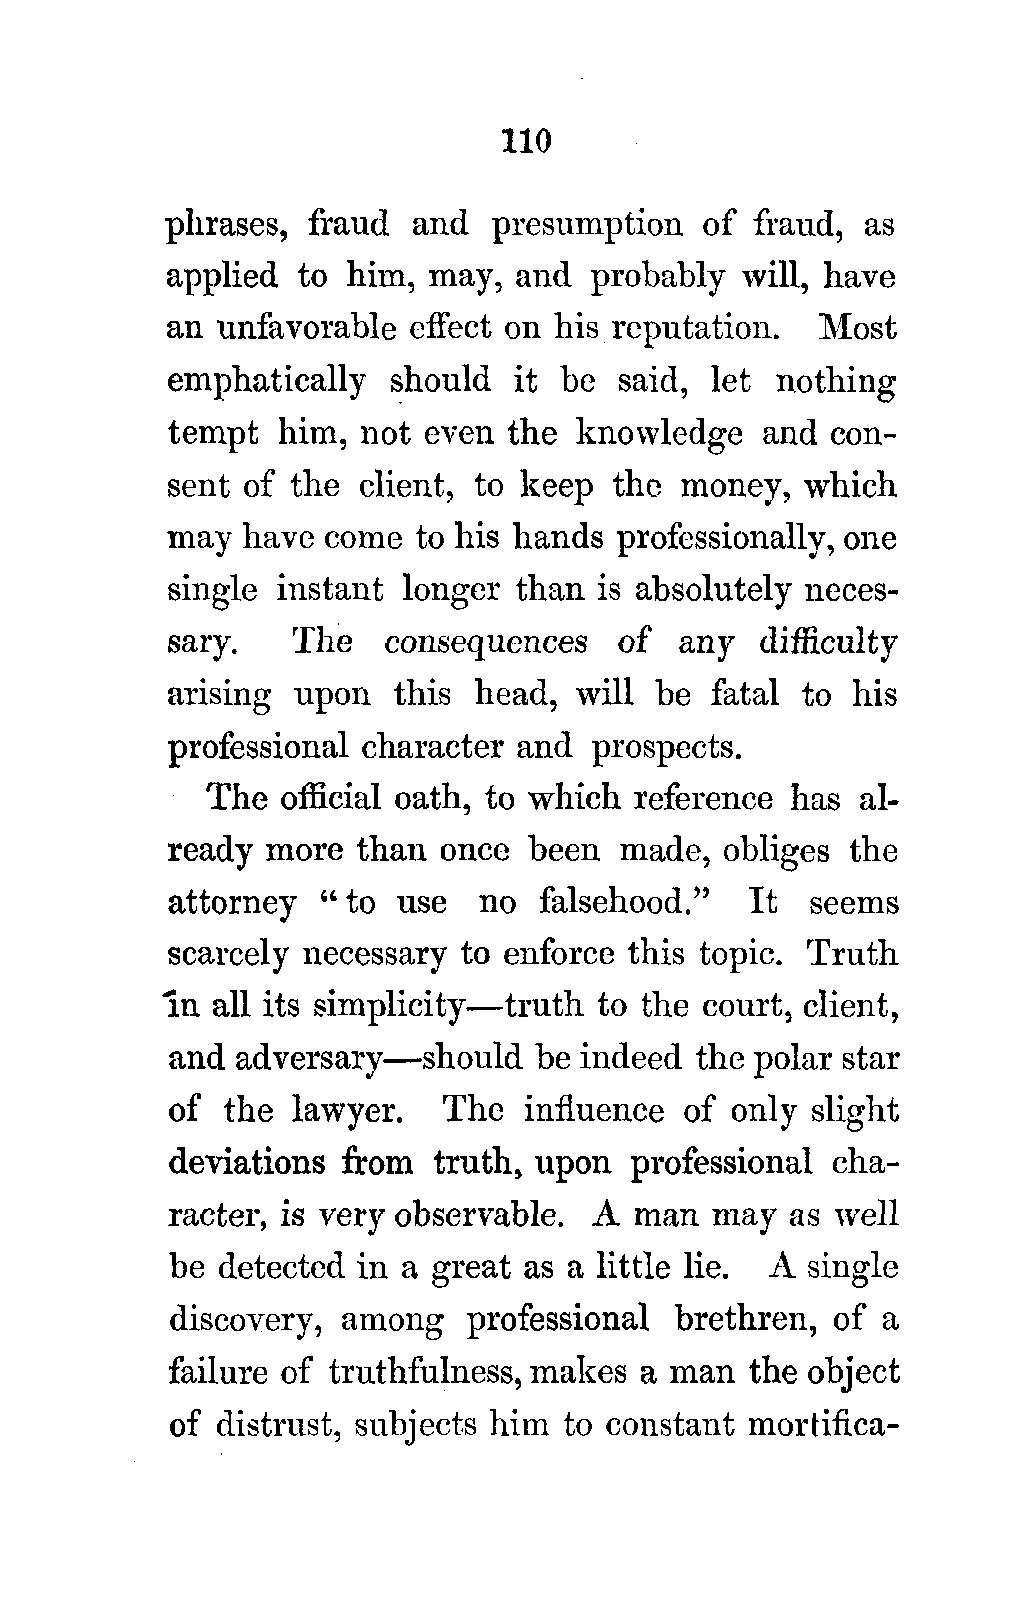 110
phrases, fraud and presumption of fraud, as
applied to him, may, and probably will, have
an unfavorable effect on his reputation. Most
emphatically should it be said, let nothing
tempt him, not even the knowledge and con-
sent of the client, to keep the money, which
may have come to his hands professionally, one
single instant longer than is absolutely neces-
sary. The consequences of any difficulty
arising upon this head, will be fatal to his
professional character and prospects.
The official oath, to which reference has al-
ready more than once been made, obliges the
attorney “to use no falsehood.” It seems
scarcely necessary to enforce this topic. Truth
in all its simplicity—truth to the court, client,
and adversary—should be indeed the polar star
of the lawyer. The influence of only slight
deviations from truth, upon professional cha-
racter, is very observable. A man may as well
be detected in a great as a little lie. A single
discovery, among professional brethren, of a
failure of truthfulness, makes a man the object
of distrust, subjects him to constant mortifica-